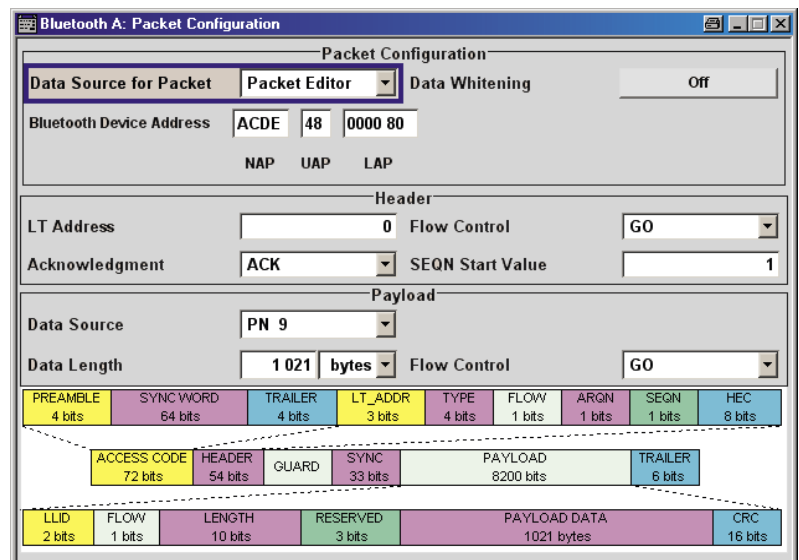 Bluetooth A: Packet Configuration
Packet Configuration
Data Source for Packet Packet Editor Data Whitening Off
Bluetooth Device Address ACDE 48 0000 80
NAP UAP LAP
Header
LT Address 0 Flow Control GO
Acknowledgment ACK SEQN Start Value 1
Payload
Data Source PN 9
Data Length 1 021 bytes Flow Control GO
PREAMBLE SYNC WORD TRAILER LT_ADDR TYPE FLOW ARQN SEQN HEC
4 bits 64 bits 4 bits 3 bits 4 bits 1 bits 1 bits 1 bits 8 bits
ACCESS CODE HEADER GUARD SYNC PAYLOAD TRAILER
72 bits 54 bits 33 bits 8200 bits 6 bits
LLID FLOW LENGTH RESERVED PAYLOAD DATA CRC
2 bits 1 bits 10 bits 3 bits 1021 bytes 16 bits